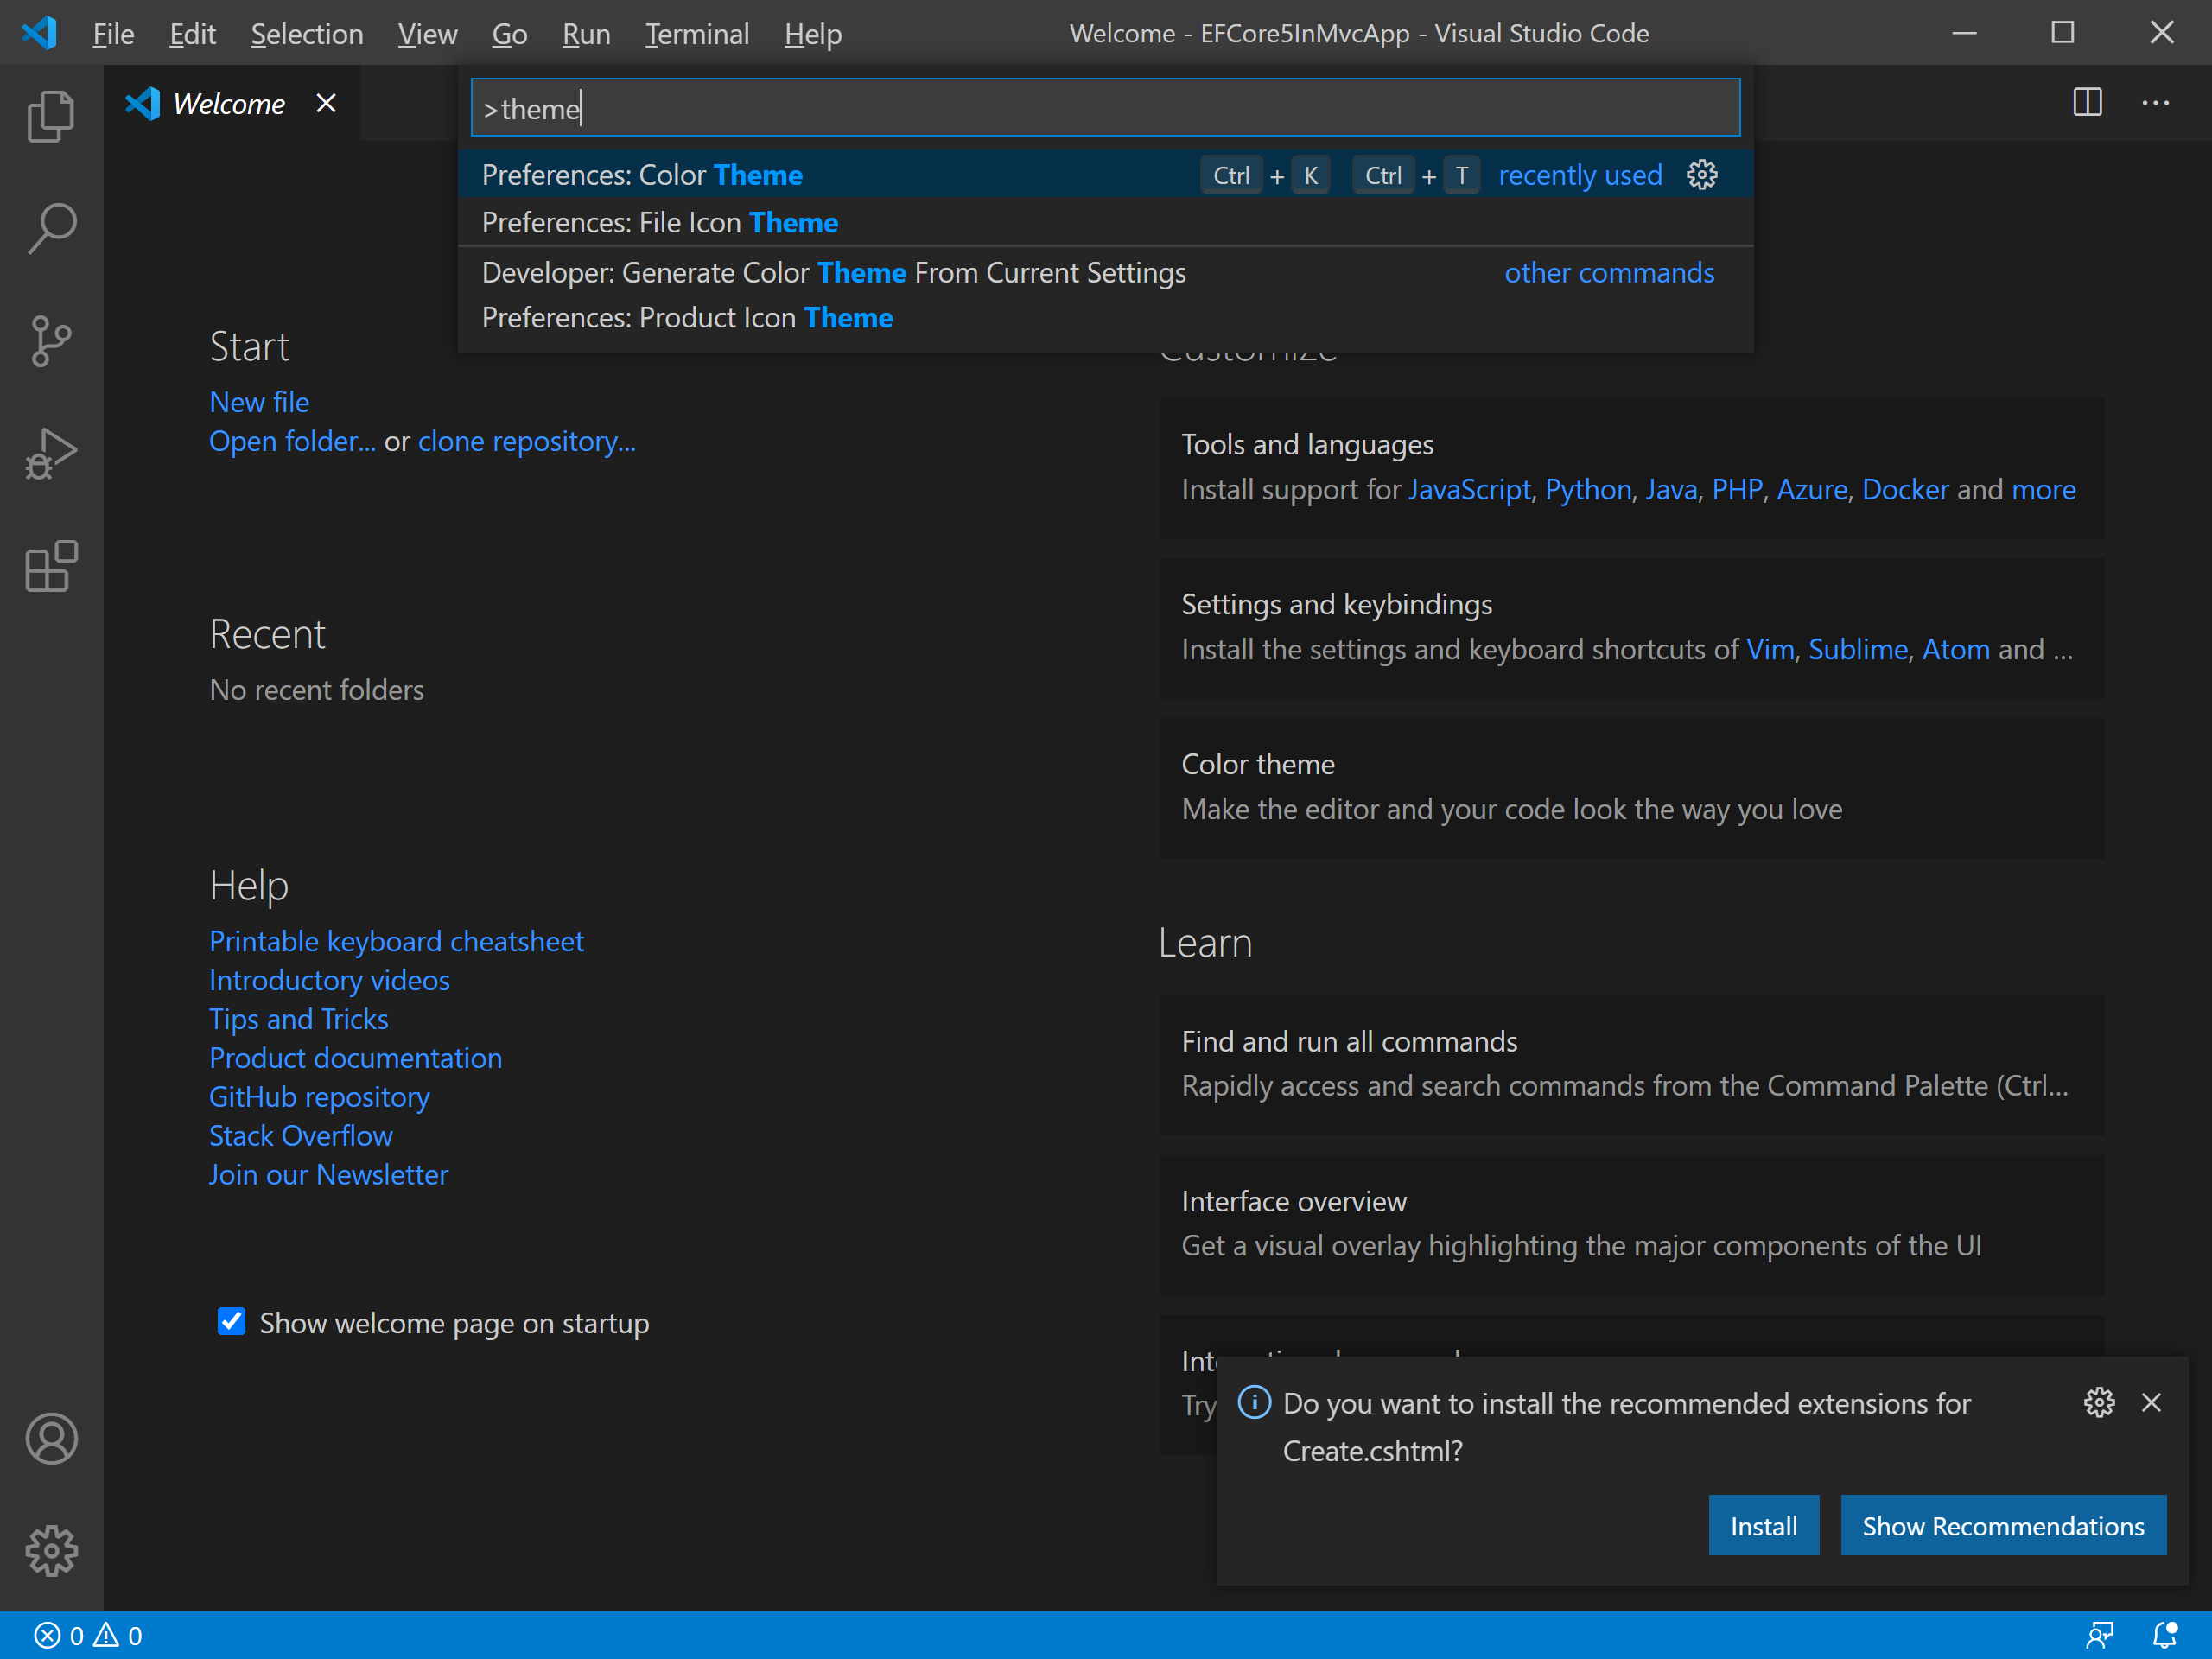 File Edit Selection View Go Run Terminal Help Welcome - EFCore5InMvcApp - Visual Studio Code
Welcome
>theme
Preferences: Color Theme Ctrl + K Ctrl + T recently used
Preferences: File Icon Theme
Developer: Generate Color Theme From Current Settings other commands
Preferences: Product Icon Theme
Start
New file
Open folder... or clone repository...
Recent
No recent folders
Help
Printable keyboard cheatsheet
Introductory videos
Tips and Tricks
Product documentation
GitHub repository
Stack Overflow
Join our Newsletter
Show welcome page on startup
Customize
Tools and languages
Install support for JavaScript, Python, Java, PHP, Azure, Docker and more
Settings and keybindings
Install the settings and keyboard shortcuts of Vim, Sublime, Atom and ...
Color theme
Make the editor and your code look the way you love
Learn
Find and run all commands
Rapidly access and search commands from the Command Palette (Ctrl...
Interface overview
Get a visual overlay highlighting the major components of the UI
Try
Do you want to install the recommended extensions for
Create.cshtml?
Install Show Recommendations
0 0